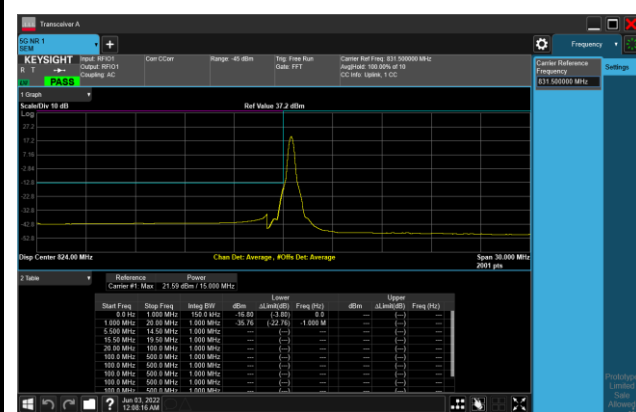 Transceiver A
5G NR 1
SEM
Frequency
KEYSIGHT Input: RFIO1 Corr CCorr Range: -45 dBm Trig: Free Run Carrier Ref Freq: 831.500000 MHz
R T Output: RFIO1 Gate: FFT AvgHold: 100.00% of 10
Coupling: AC CC Info: Uplink, 1 CC
PASS
Carrier Reference
Frequency
831.500000 MHz
Settings
1 Graph
Scale/Div 10 dB Ref Value 37.2 dBm
Log
27.2
17.2
7.16
-2.84
-12.8
-22.8
-32.8
-42.8
-52.8
Disp Center 824.00 MHz Chan Det: Average, #Offs Det: Average Span 30.000 MHz
2001 pts
2 Table Reference Power
Carrier #1 Max 21.59 dBm / 15.000 MHz
Lower Upper
Start Freq Stop Freq Integ BW dBm ΔLimit(dB) Freq (Hz) dBm ΔLimit(dB) Freq (Hz)
0.0 Hz 1.000 MHz 150.0 kHz -16.80 (-3.80) 0.0 --- (---) ---
1.000 MHz 20.00 MHz 1.000 MHz -35.76 (-22.76) -1.000 M --- (---) ---
5.500 MHz 14.50 MHz 1.000 MHz --- (---) --- --- (---) ---
15.50 MHz 19.50 MHz 1.000 MHz --- (---) --- --- (---) ---
20.00 MHz 100.0 MHz 1.000 MHz --- (---) --- --- (---) ---
100.0 MHz 500.0 MHz 1.000 MHz --- (---) --- --- (---) ---
100.0 MHz 500.0 MHz 1.000 MHz --- (---) --- --- (---) ---
100.0 MHz 500.0 MHz 1.000 MHz --- (---) --- --- (---) ---
100.0 MHz 500.0 MHz 1.000 MHz --- (---) --- --- (---) ---
Prototype
Limited
Sale
Allowed
? Jun 03, 2022
12:08:16 AM